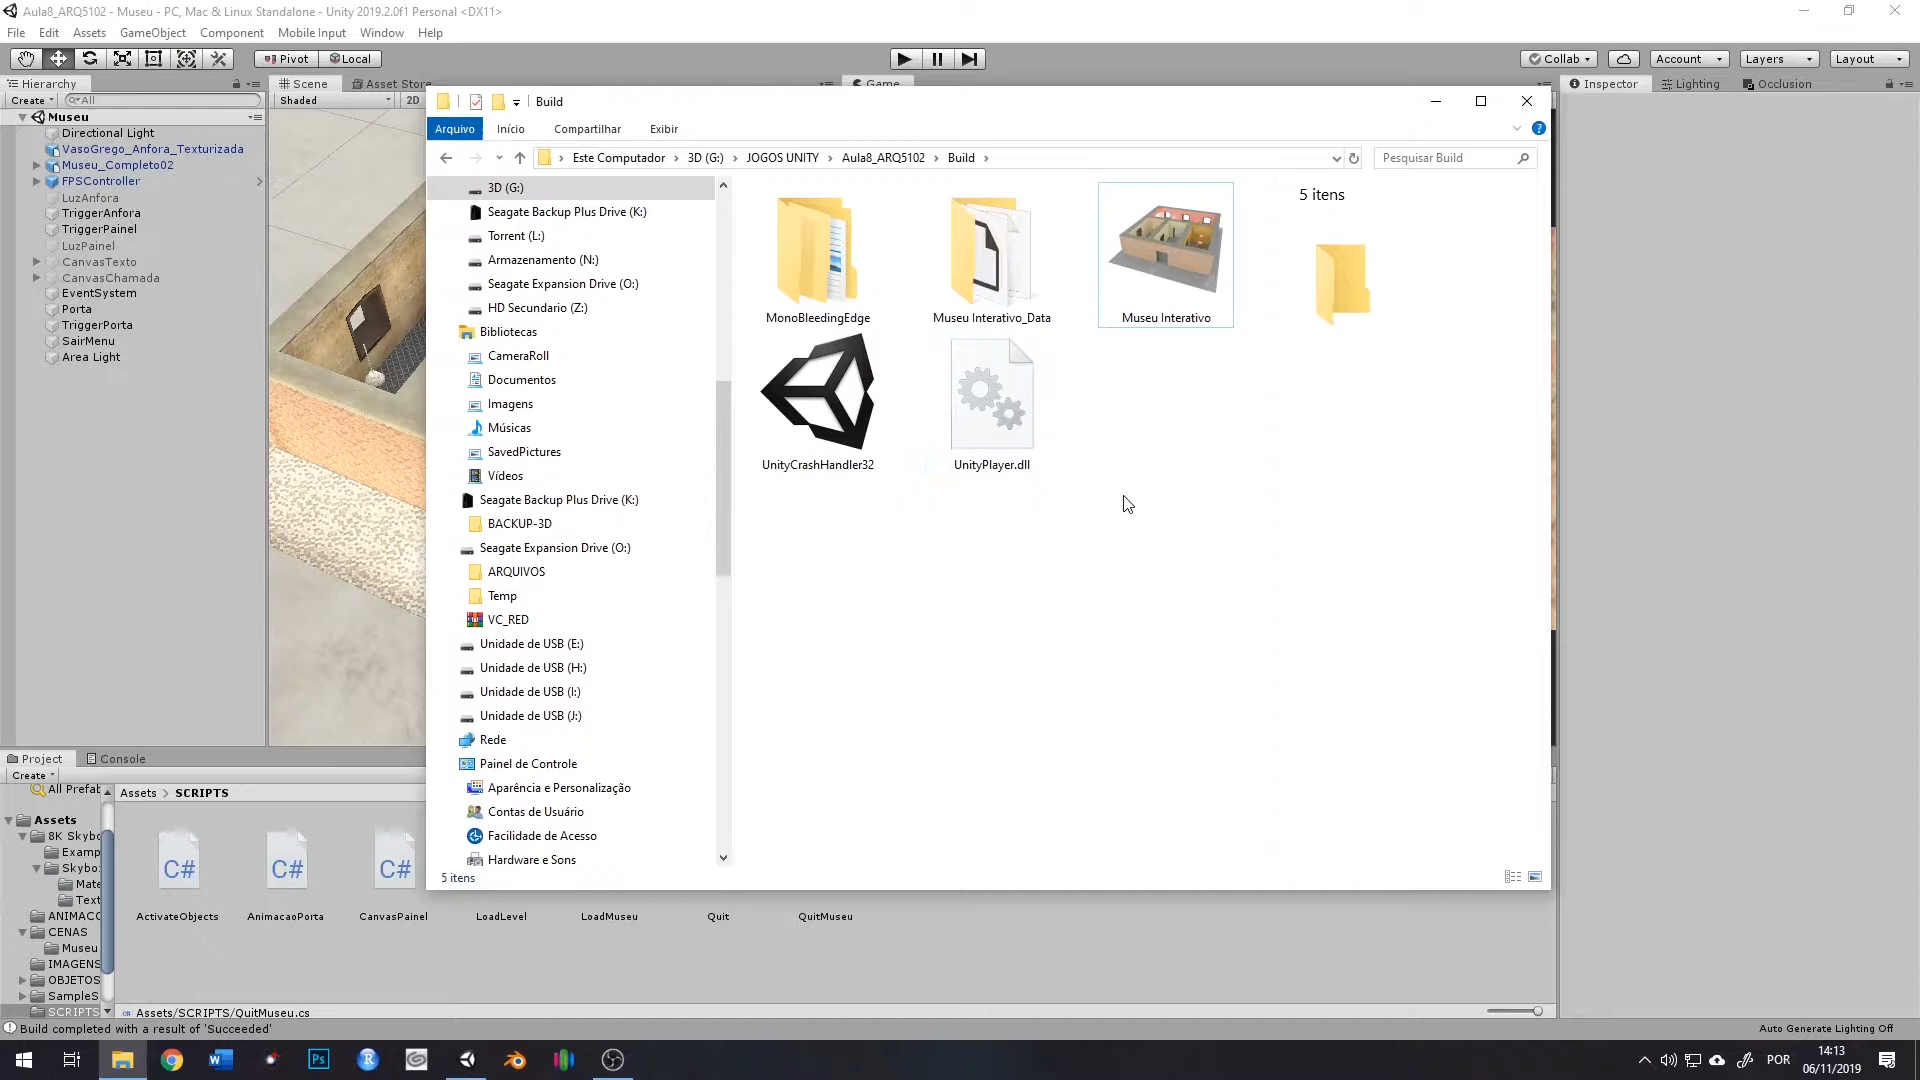 Aula8_ARQ5102 - Museu - PC, Mac & Linux Standalone - Unity 2019.2.0f1 Personal <DX11>
File Edit Assets GameObject Component Mobile Input Window Help
Pivot Local Collab Account Layers Layout
Hierarchy Scene Asset Store Game Inspector Lighting Occlusion
Create All Shaded 2D
Museu
Directional Light
VasoGrego_Anfora_Texturizada
Museu_Completo02
FPSController
LuzAnfora
TriggerAnfora
TriggerPainel
LuzPainel
CanvasTexto
CanvasChamada
EventSystem
Porta
TriggerPorta
SairMenu
Area Light
Build
Arquivo Início Compartilhar Exibir
Este Computador 3D (G:) JOGOS UNITY Aula8_ARQ5102 Build
Pesquisar Build
3D (G:)
Seagate Backup Plus Drive (K:)
Torrent (L:)
Armazenamento (N:)
Seagate Expansion Drive (O:)
HD Secundario (Z:)
Bibliotecas
CameraRoll
Documentos
Imagens
Músicas
SavedPictures
Vídeos
Seagate Backup Plus Drive (K:)
BACKUP-3D
Seagate Expansion Drive (O:)
ARQUIVOS
Temp
VC_RED
Unidade de USB (E:)
Unidade de USB (H:)
Unidade de USB (I:)
Unidade de USB (J:)
Rede
Painel de Controle
Aparência e Personalização
Contas de Usuário
Facilidade de Acesso
Hardware e Sons
5 itens
MonoBleedingEdge
Museu Interativo_Data
Museu Interativo
UnityCrashHandler32
UnityPlayer.dll
5 itens
Project Console
Create
All Prefab
Assets
8K Skybo
Examp
Skybo
Mate
Text
ANIMACO
CENAS
Museu
IMAGENS
OBJETOS
SampleS
SCRIPTS
Assets > SCRIPTS
C# C# C#
ActivateObjects AnimacaoPorta CanvasPainel LoadLevel LoadMuseu Quit QuitMuseu
Assets/SCRIPTS/QuitMuseu.cs
Build completed with a result of 'Succeeded'
Auto Generate Lighting Off
POR
14:13
06/11/2019